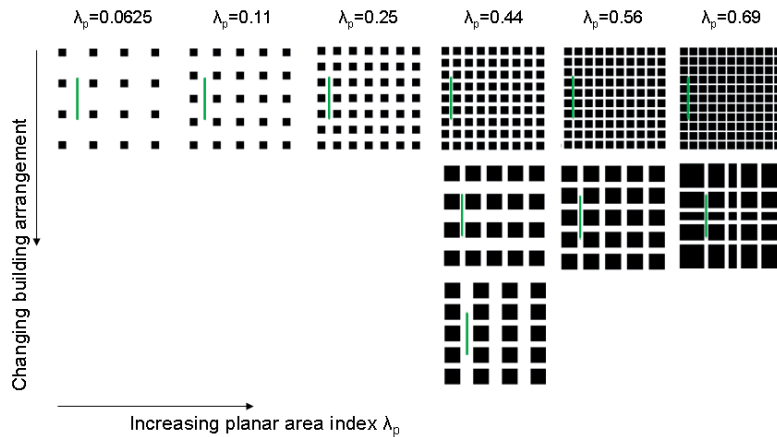 λp=0.0625 λp=0.11 λp=0.25 λp=0.44 λp=0.56 λp=0.69
Changing building arrangement
Increasing planar area index λp